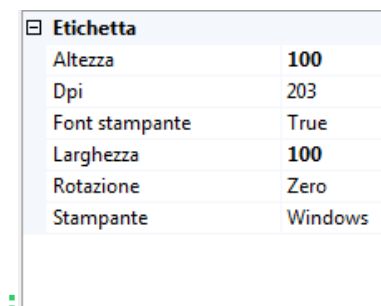 Etichetta
Altezza 100
Dpi 203
Font stampante True
Larghezza 100
Rotazione Zero
Stampante Windows